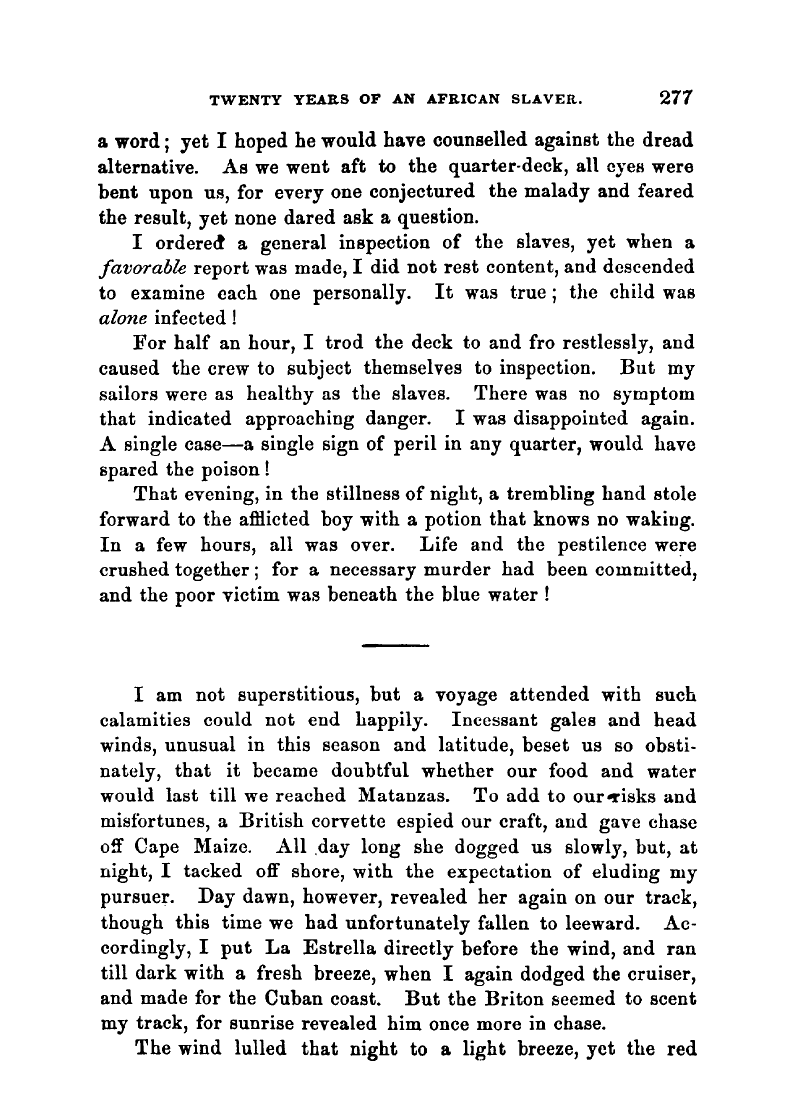 TWENTY YEARS OF AN AFRICAN SLAVER. 277
a word; yet I hoped he would have counselled against the dread
alternative. As we went aft to the quarter-deck, all eyes were
bent upon us, for every one conjectured the malady and feared
the result, yet none dared ask a question.
I ordered a general inspection of the slaves, yet when a
favorable report was made, I did not rest content, and descended
to examine each one personally. It was true; the child was
alone infected!
For half an hour, I trod the deck to and fro restlessly, and
caused the crew to subject themselves to inspection. But my
sailors were as healthy as the slaves. There was no symptom
that indicated approaching danger. I was disappointed again.
A single case—a single sign of peril in any quarter, would have
spared the poison!
That evening, in the stillness of night, a trembling hand stole
forward to the afflicted boy with a potion that knows no waking.
In a few hours, all was over. Life and the pestilence were
crushed together; for a necessary murder had been committed,
and the poor victim was beneath the blue water!
I am not superstitious, but a voyage attended with such
calamities could not end happily. Incessant gales and head
winds, unusual in this season and latitude, beset us so obsti-
nately, that it became doubtful whether our food and water
would last till we reached Matanzas. To add to our risks and
misfortunes, a British corvette espied our craft, and gave chase
off Cape Maize. All day long she dogged us slowly, but, at
night, I tacked off shore, with the expectation of eluding my
pursuer. Day dawn, however, revealed her again on our track,
though this time we had unfortunately fallen to leeward. Ac-
cordingly, I put La Estrella directly before the wind, and ran
till dark with a fresh breeze, when I again dodged the cruiser,
and made for the Cuban coast. But the Briton seemed to scent
my track, for sunrise revealed him once more in chase.
The wind lulled that night to a light breeze, yet the red